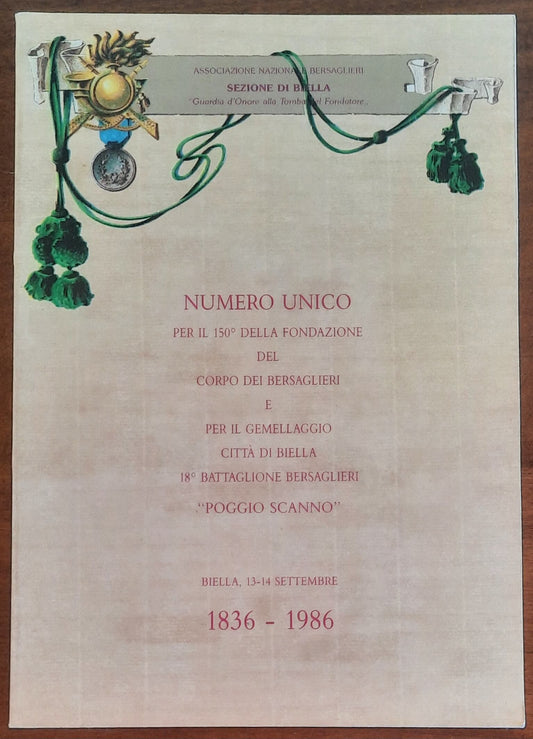 ASSOCIAZIONE NAZIONALE BERSAGLIERI
SEZIONE DI BIELLA
"Guardia d'Onore alla Tomba del Fondatore„
NUMERO UNICO
PER IL 150° DELLA FONDAZIONE
DEL
CORPO DEI BERSAGLIERI
E
PER IL GEMELLAGGIO
CITTÀ DI BIELLA
18° BATTAGLIONE BERSAGLIERI
"POGGIO SCANNO"
BIELLA, 13-14 SETTEMBRE
1836 - 1986